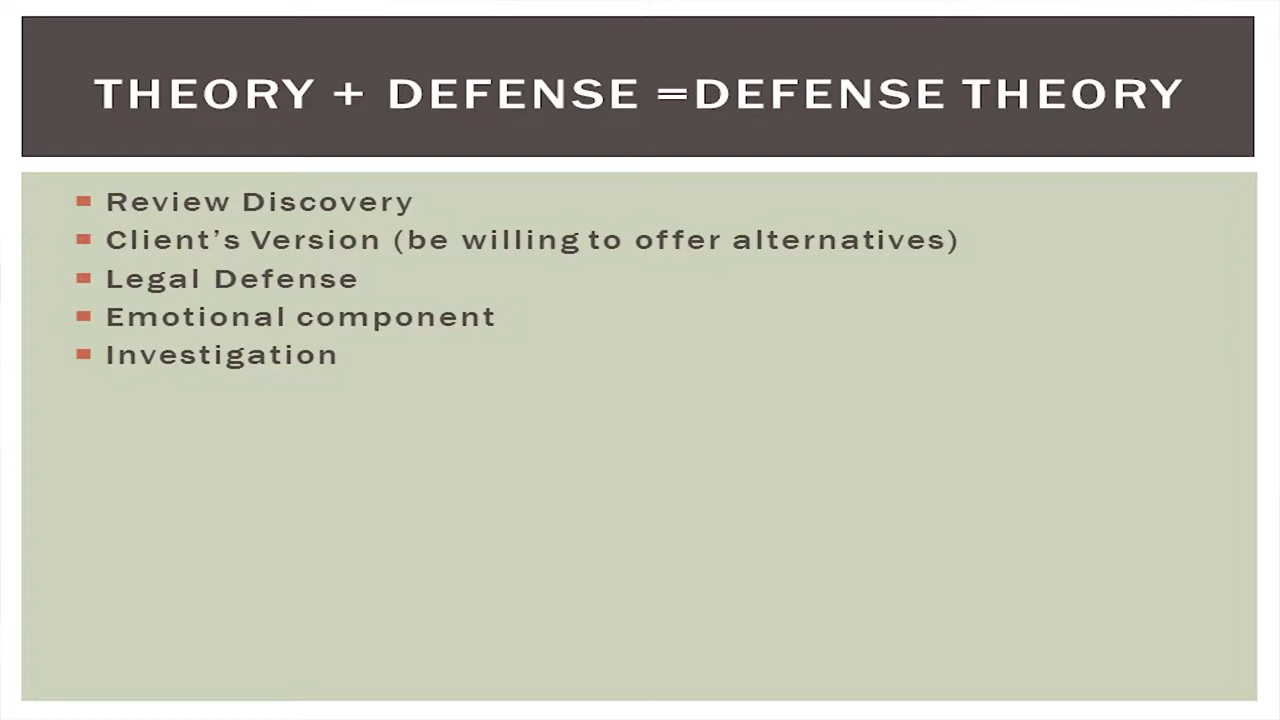 THEORY + DEFENSE =DEFENSE THEORY
Review Discovery
Client's Version (be willing to offer alternatives)
Legal Defense
Emotional component
Investigation